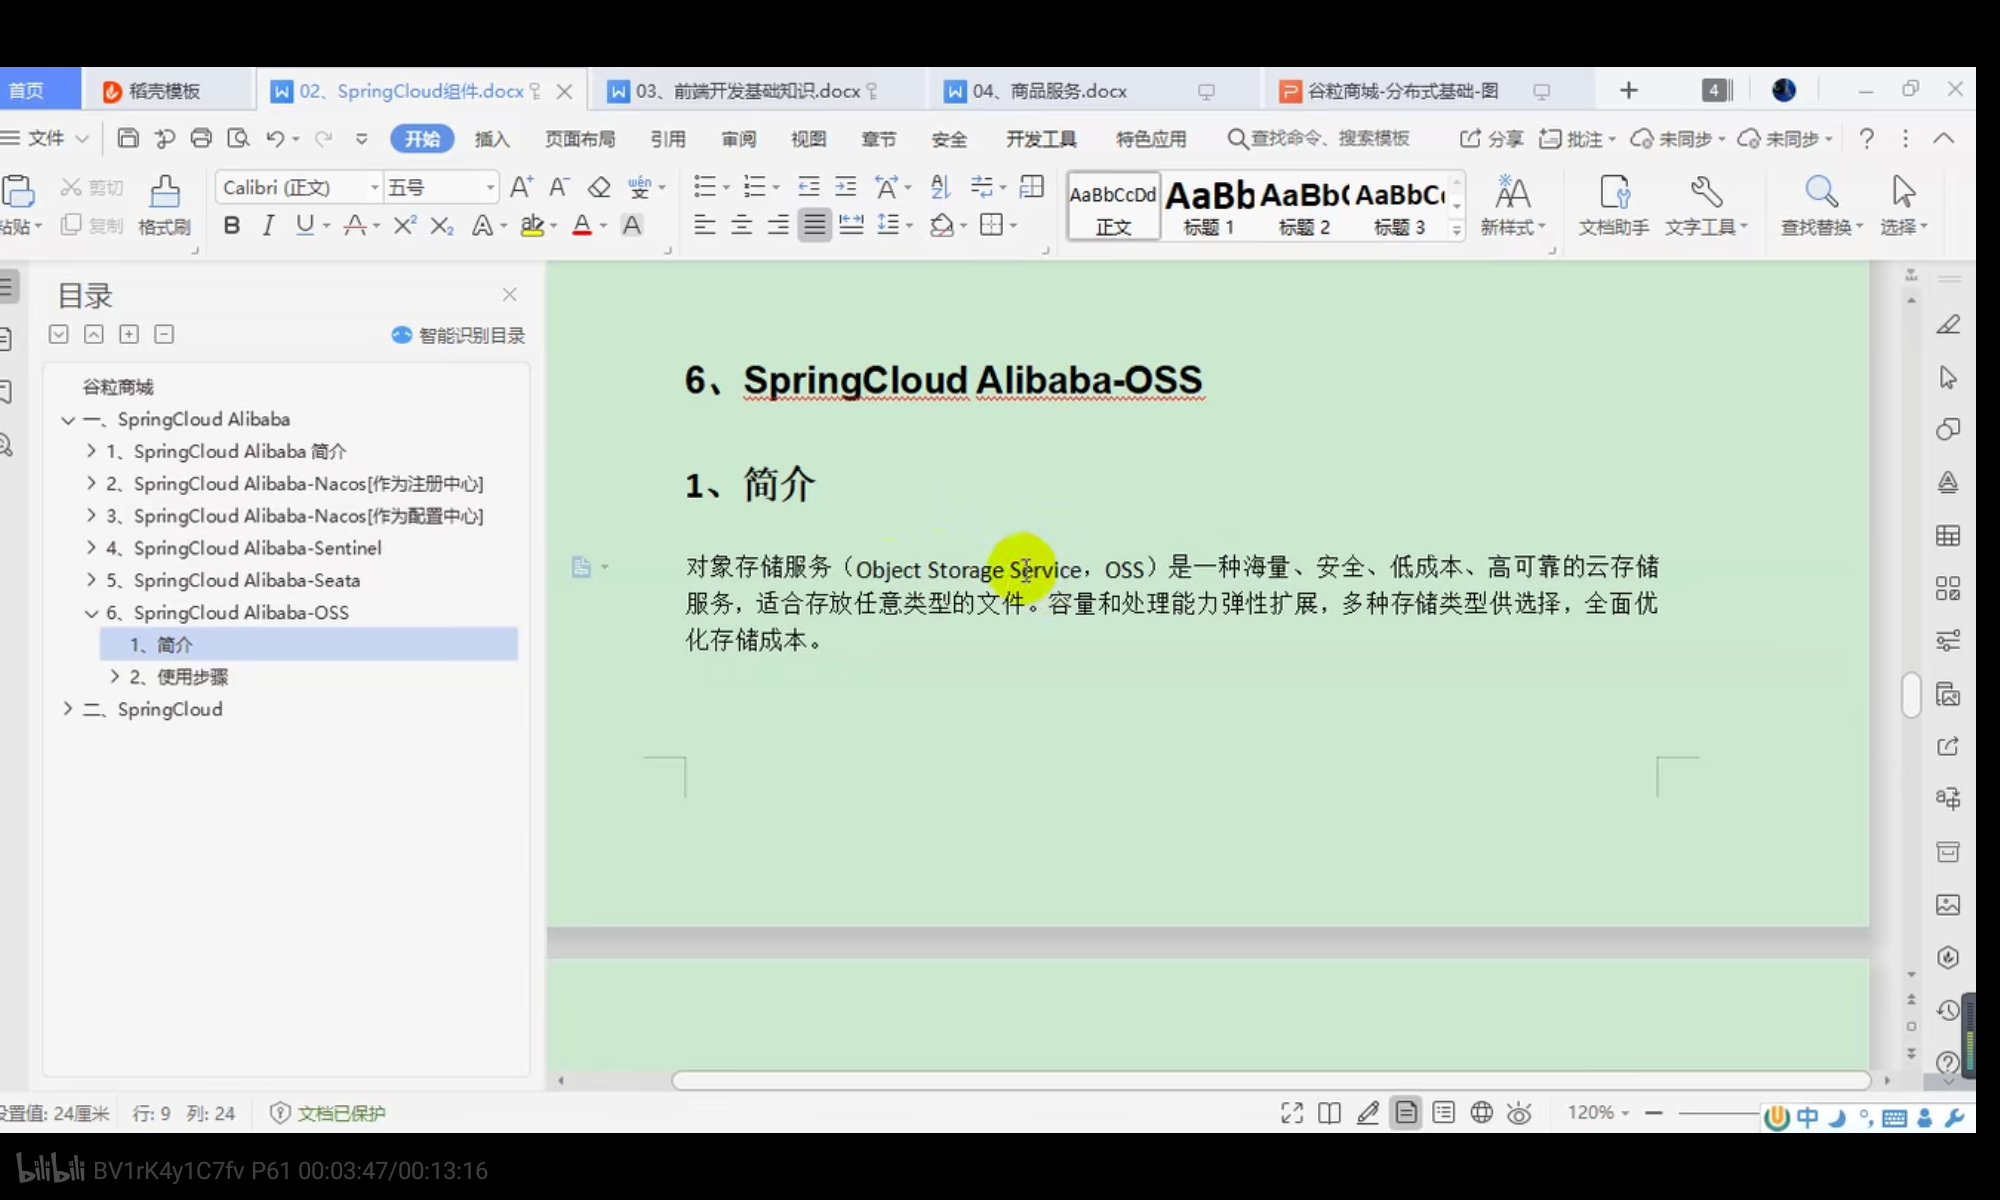 首页 稻壳模板 02、SpringCloud组件.docx 03、前端开发基础知识.docx 04、商品服务.docx 谷粒商城-分布式基础-图 4
文件 开始 插入 页面布局 引用 审阅 视图 章节 安全 开发工具 特色应用 查找命令、搜索模板 分享 批注 未同步 未同步
剪切 Calibri (正文) 五号 AaBbCcDd AaBb AaBb( AaBbC
粘贴 复制 格式刷 正文 标题 1 标题 2 标题 3 新样式 文档助手 文字工具 查找替换 选择
目录
智能识别目录
谷粒商城
一、SpringCloud Alibaba
1、SpringCloud Alibaba 简介
2、SpringCloud Alibaba-Nacos[作为注册中心]
3、SpringCloud Alibaba-Nacos[作为配置中心]
4、SpringCloud Alibaba-Sentinel
5、SpringCloud Alibaba-Seata
6、SpringCloud Alibaba-OSS
1、简介
2、使用步骤
二、SpringCloud
6、SpringCloud Alibaba-OSS
1、简介
对象存储服务（Object Storage Service，OSS）是一种海量、安全、低成本、高可靠的云存储
服务，适合存放任意类型的文件。容量和处理能力弹性扩展，多种存储类型供选择，全面优
化存储成本。
设置值: 24厘米 行: 9 列: 24 文档已保护 120% 中
bilibili BV1rK4y1C7fv P61 00:03:47/00:13:16